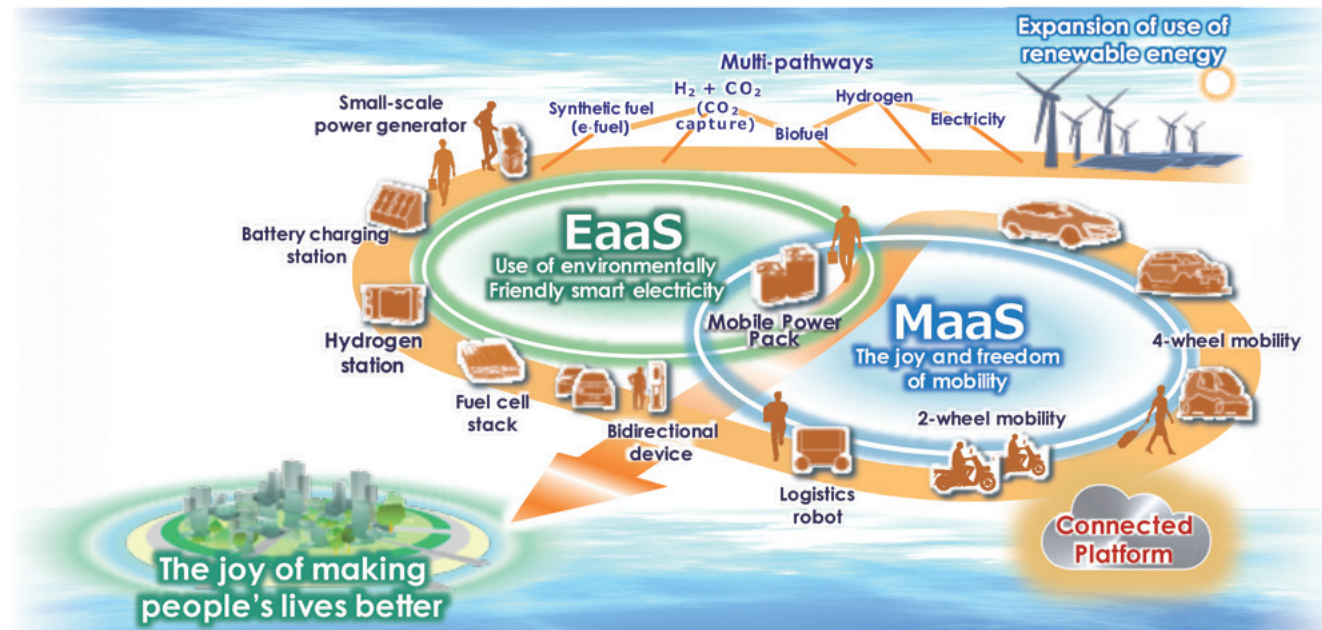 Expansion of use of
renewable energy
Multi-pathways
H₂ + CO₂
(CO₂
capture)
Synthetic fuel
(e-fuel)
Biofuel
Hydrogen
Electricity
Small-scale
power generator
Battery charging
station
Hydrogen
station
Fuel cell
stack
Bidirectional
device
EaaS
Use of environmentally
Friendly smart electricity
Mobile Power
Pack
MaaS
The joy and freedom
of mobility
4-wheel mobility
2-wheel mobility
Logistics
robot
Connected
Platform
The joy of making
people's lives better